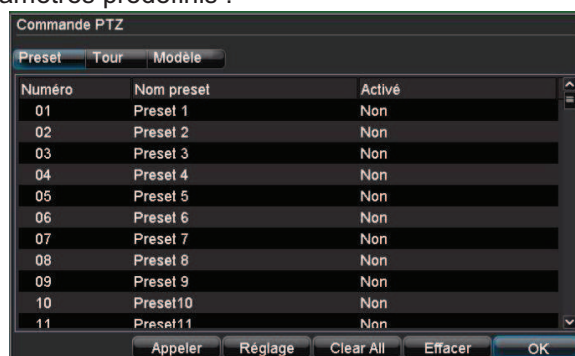 amètres prédéfinis :
Commande PTZ
Preset Tour Modèle
Numéro Nom preset Activé
01 Preset 1 Non
02 Preset 2 Non
03 Preset 3 Non
04 Preset 4 Non
05 Preset 5 Non
06 Preset 6 Non
07 Preset 7 Non
08 Preset 8 Non
09 Preset 9 Non
10 Preset10 Non
11 Preset11 Non
Appeler Réglage Clear All Effacer OK